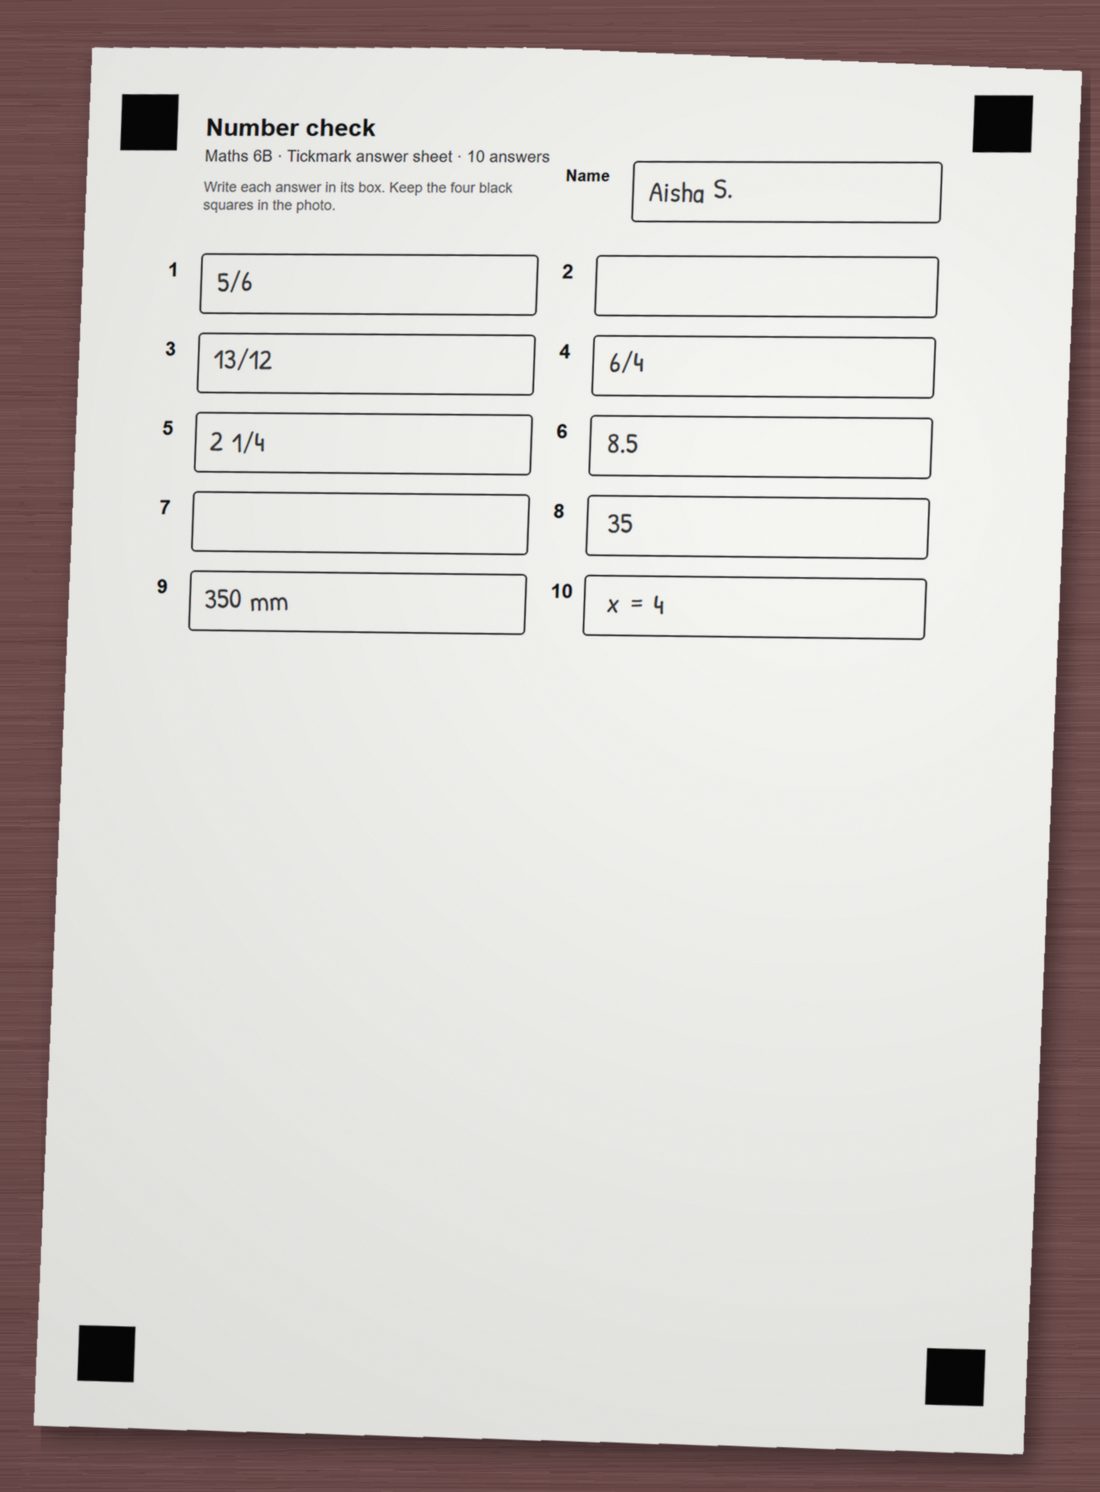 Number check
Maths 6B · Tickmark answer sheet · 10 answers
Write each answer in its box. Keep the four black
squares in the photo.
Name Aisha S.
1 5/6
2
3 13/12
4 6/4
5 2 1/4
6 8.5
7
8 35
9 350 mm
10 x = 4